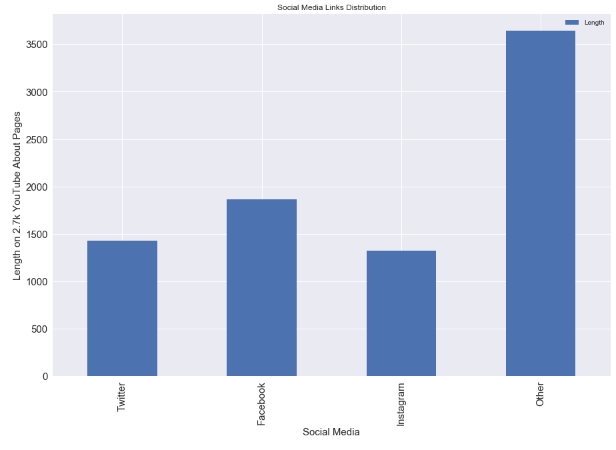 Social Media Links Distribution
Length
Length on 2.7k YouTube About Pages
3500
3000
2500
2000
1500
1000
500
0
Twitter
Facebook
Instagram
Other
Social Media